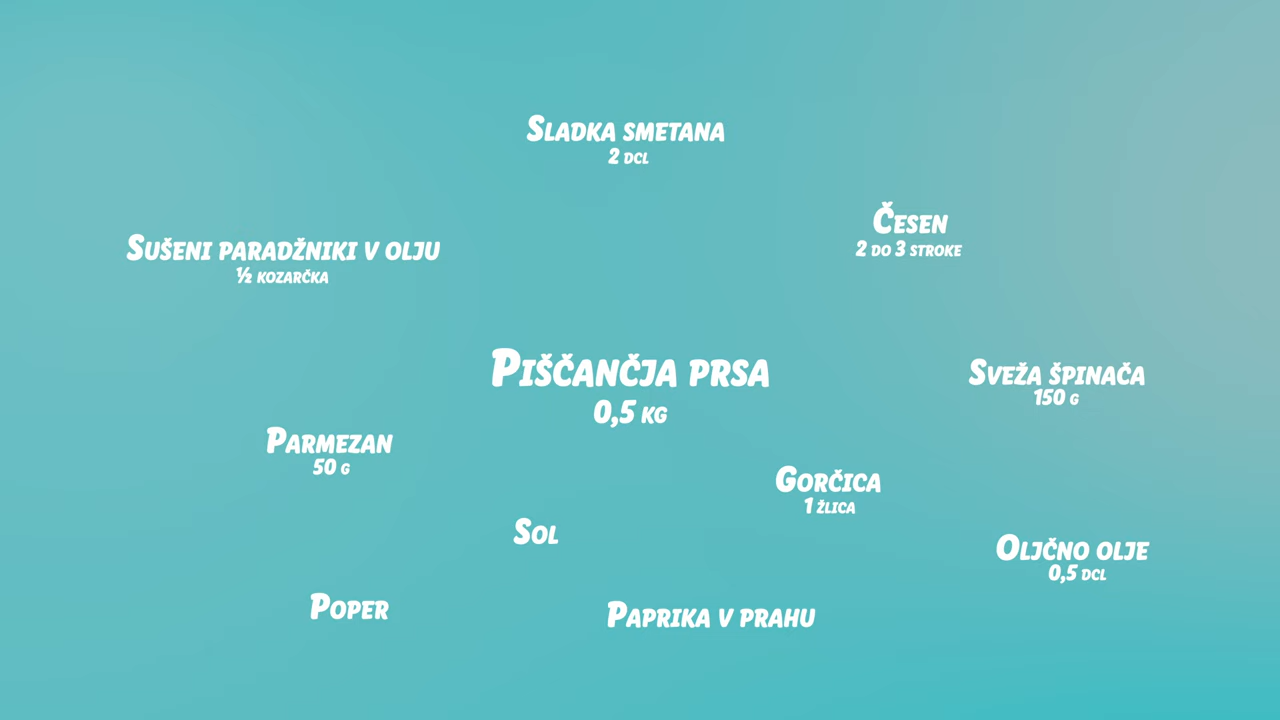 Sladka smetana
2 dcl
Česen
2 do 3 stroke
Sušeni paradžniki v olju
½ kozarčka
Piščančja prsa
0,5 kg
Sveža špinača
150 g
Parmezan
50 g
Gorčica
1 žlica
Sol
Oljčno olje
0,5 dcl
Poper
Paprika v prahu